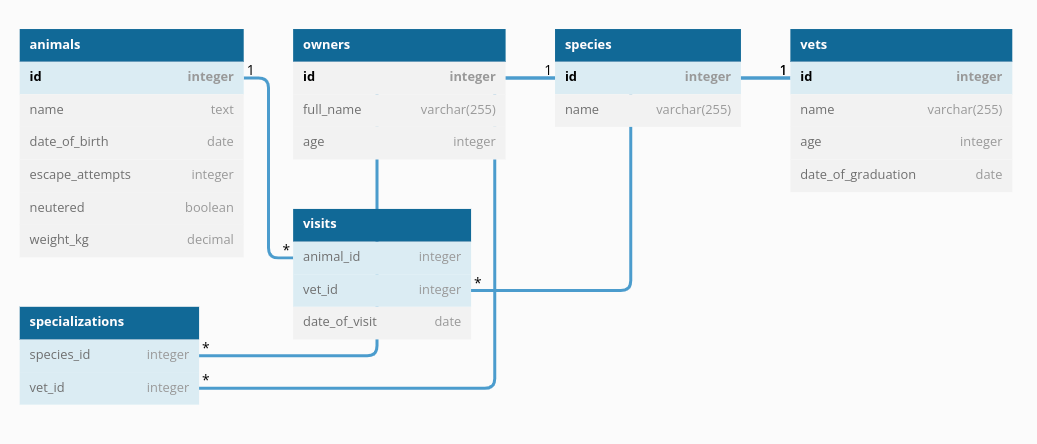 animals
id integer
name text
date_of_birth date
escape_attempts integer
neutered boolean
weight_kg decimal
1
owners
id integer
full_name varchar(255)
age integer
1
species
id integer
name varchar(255)
1
vets
id integer
name varchar(255)
age integer
date_of_graduation date
visits
* animal_id integer
vet_id integer *
date_of_visit date
specializations
species_id integer *
vet_id integer *